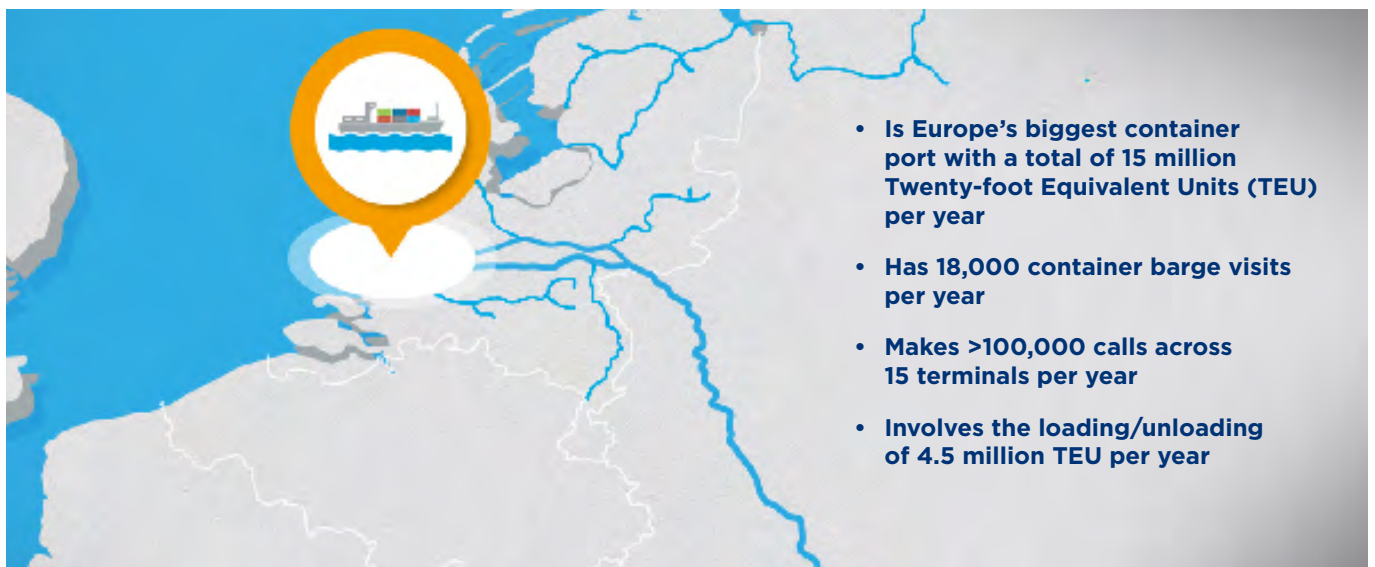 • Is Europe’s biggest container
port with a total of 15 million
Twenty-foot Equivalent Units (TEU)
per year
• Has 18,000 container barge visits
per year
• Makes >100,000 calls across
15 terminals per year
• Involves the loading/unloading
of 4.5 million TEU per year